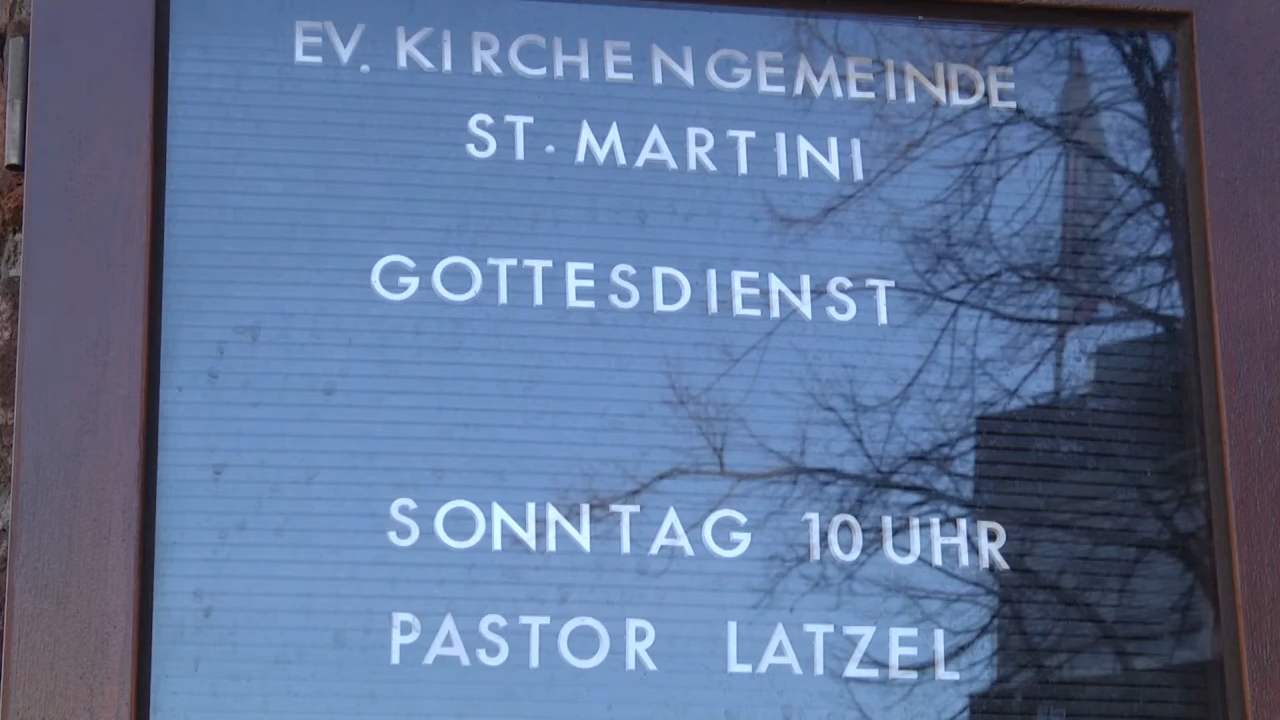 EV. KIRCHENGEMEINDE
ST. MARTINI
GOTTESDIENST
SONNTAG 10 UHR
PASTOR LATZEL